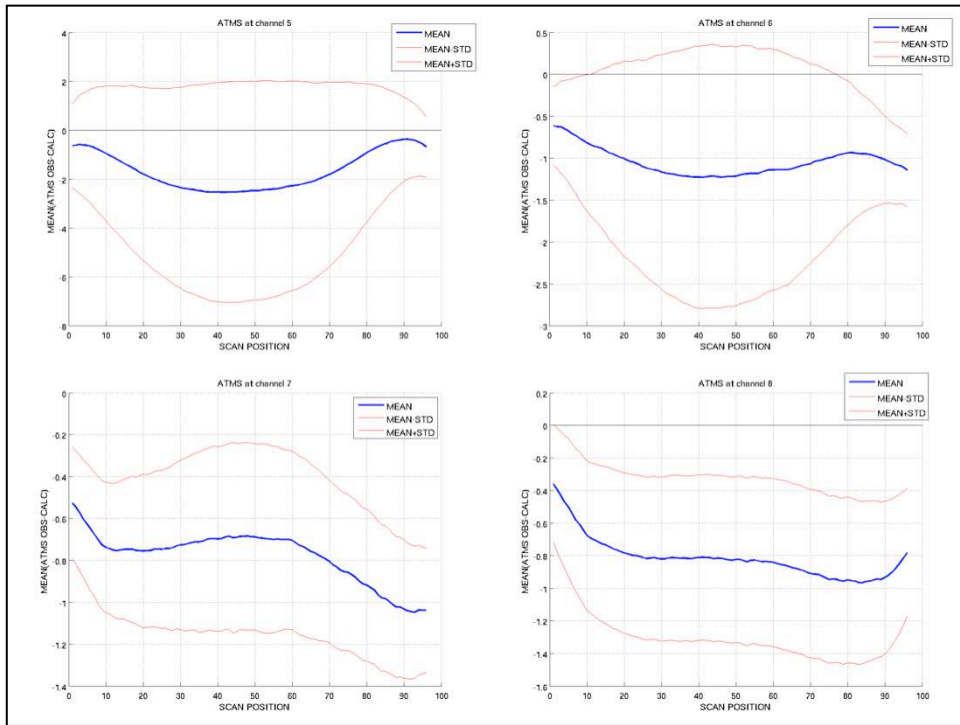 ATMS at channel 5
MEAN
MEAN-STD
MEAN+STD
4
2
0
-2
-4
-6
-8
MEAN(ATMS OBS-CALC)
0 10 20 30 40 50 60 70 80 90 100
SCAN POSITION
ATMS at channel 6
MEAN
MEAN-STD
MEAN+STD
0.5
0
-0.5
-1
-1.5
-2
-2.5
-3
MEAN(ATMS OBS-CALC)
0 10 20 30 40 50 60 70 80 90 100
SCAN POSITION
ATMS at channel 7
MEAN
MEAN-STD
MEAN+STD
0
-0.2
-0.4
-0.6
-0.8
-1
-1.2
-1.4
MEAN(ATMS OBS-CALC)
0 10 20 30 40 50 60 70 80 90 100
SCAN POSITION
ATMS at channel 8
MEAN
MEAN-STD
MEAN+STD
0.2
0
-0.2
-0.4
-0.6
-0.8
-1
-1.2
-1.4
-1.6
MEAN(ATMS OBS-CALC)
0 10 20 30 40 50 60 70 80 90 100
SCAN POSITION